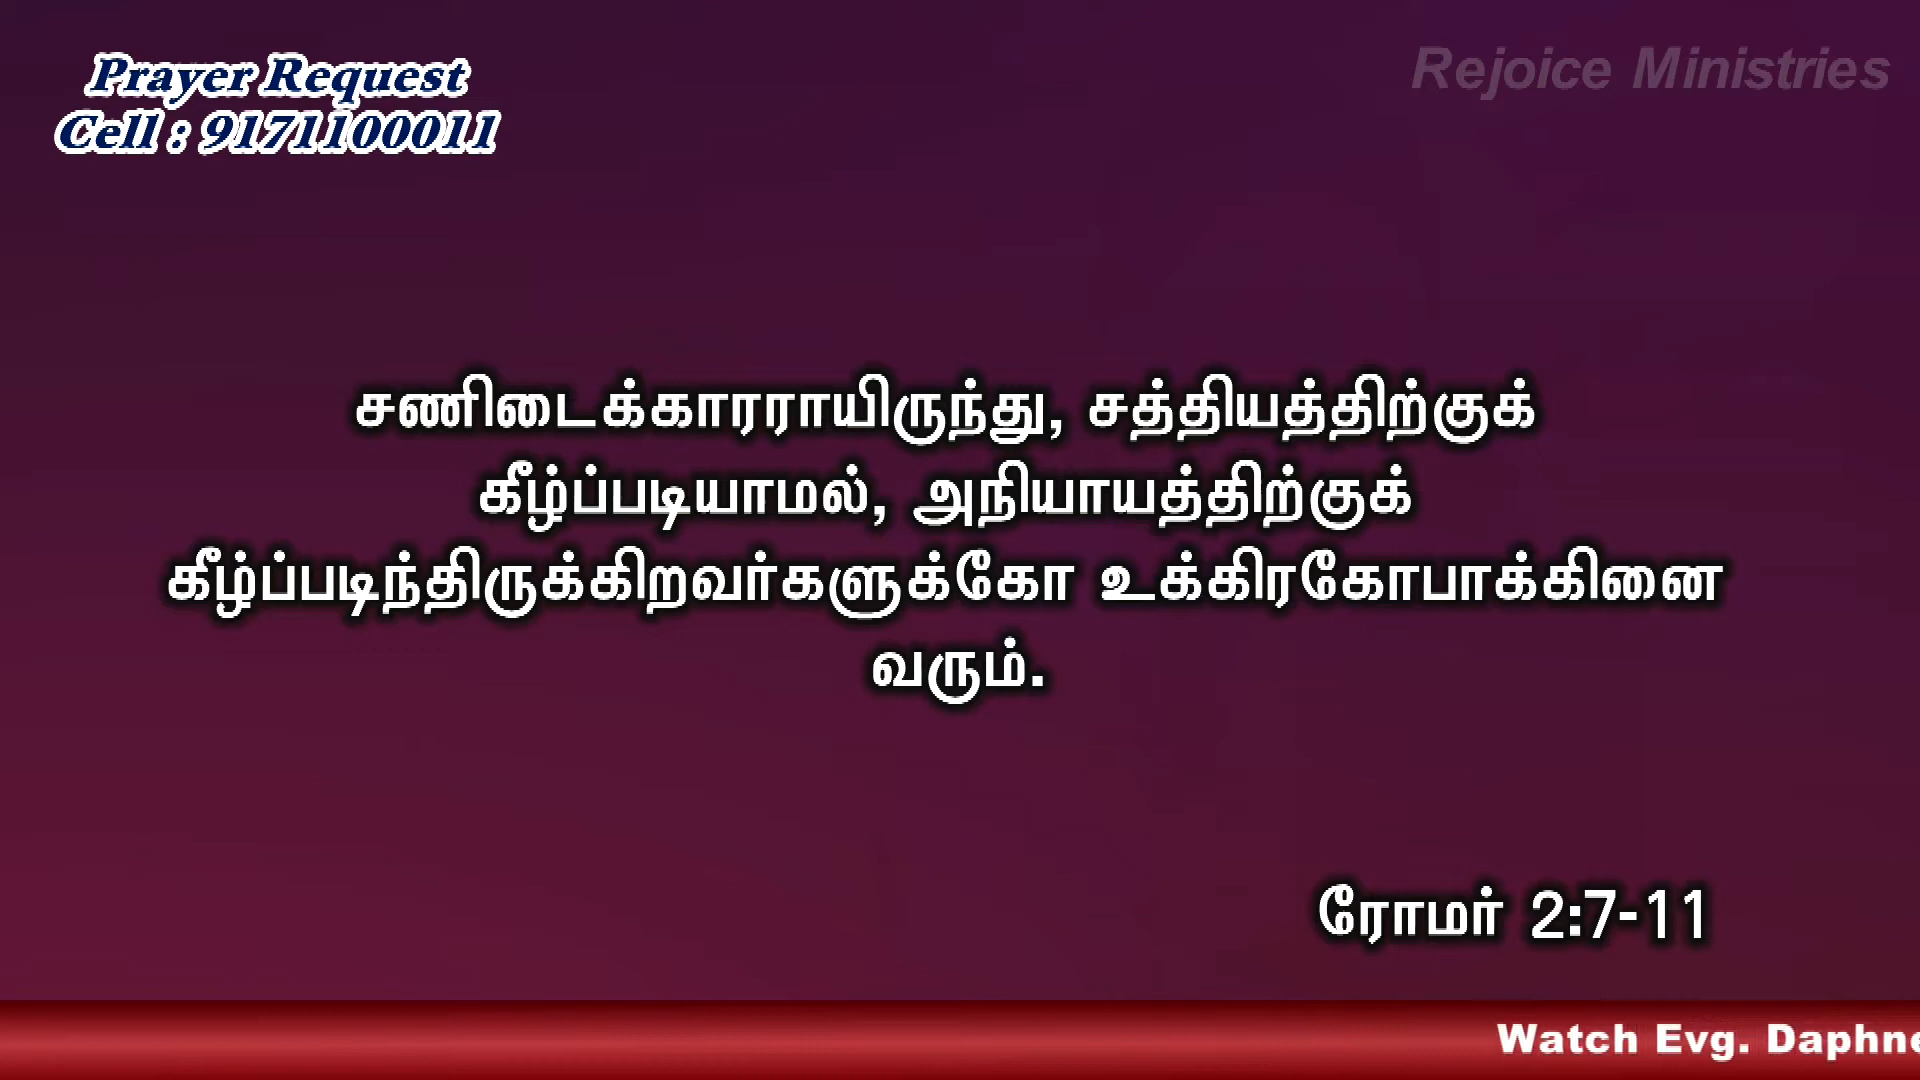 Prayer Request
Cell : 9171100011
Rejoice Ministries
சணிடைக்காரராயிருந்து, சத்தியத்திற்குக்
கீழ்ப்படியாமல், அநியாயத்திற்குக்
கீழ்ப்படிந்திருக்கிறவர்களுக்கோ உக்கிரகோபாக்கினை
வரும்.
ரோமர் 2:7-11
Watch Evg. Daphne